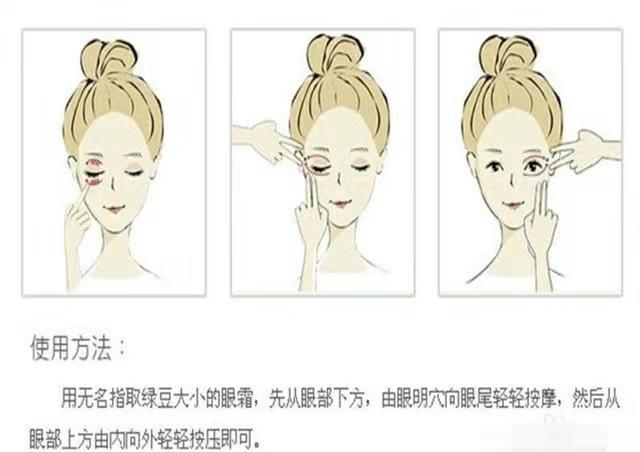 使用方法：
用无名指取绿豆大小的眼霜，先从眼部下方，由眼明穴向眼尾轻轻按摩，然后从
眼部上方由内向外轻轻按压即可。